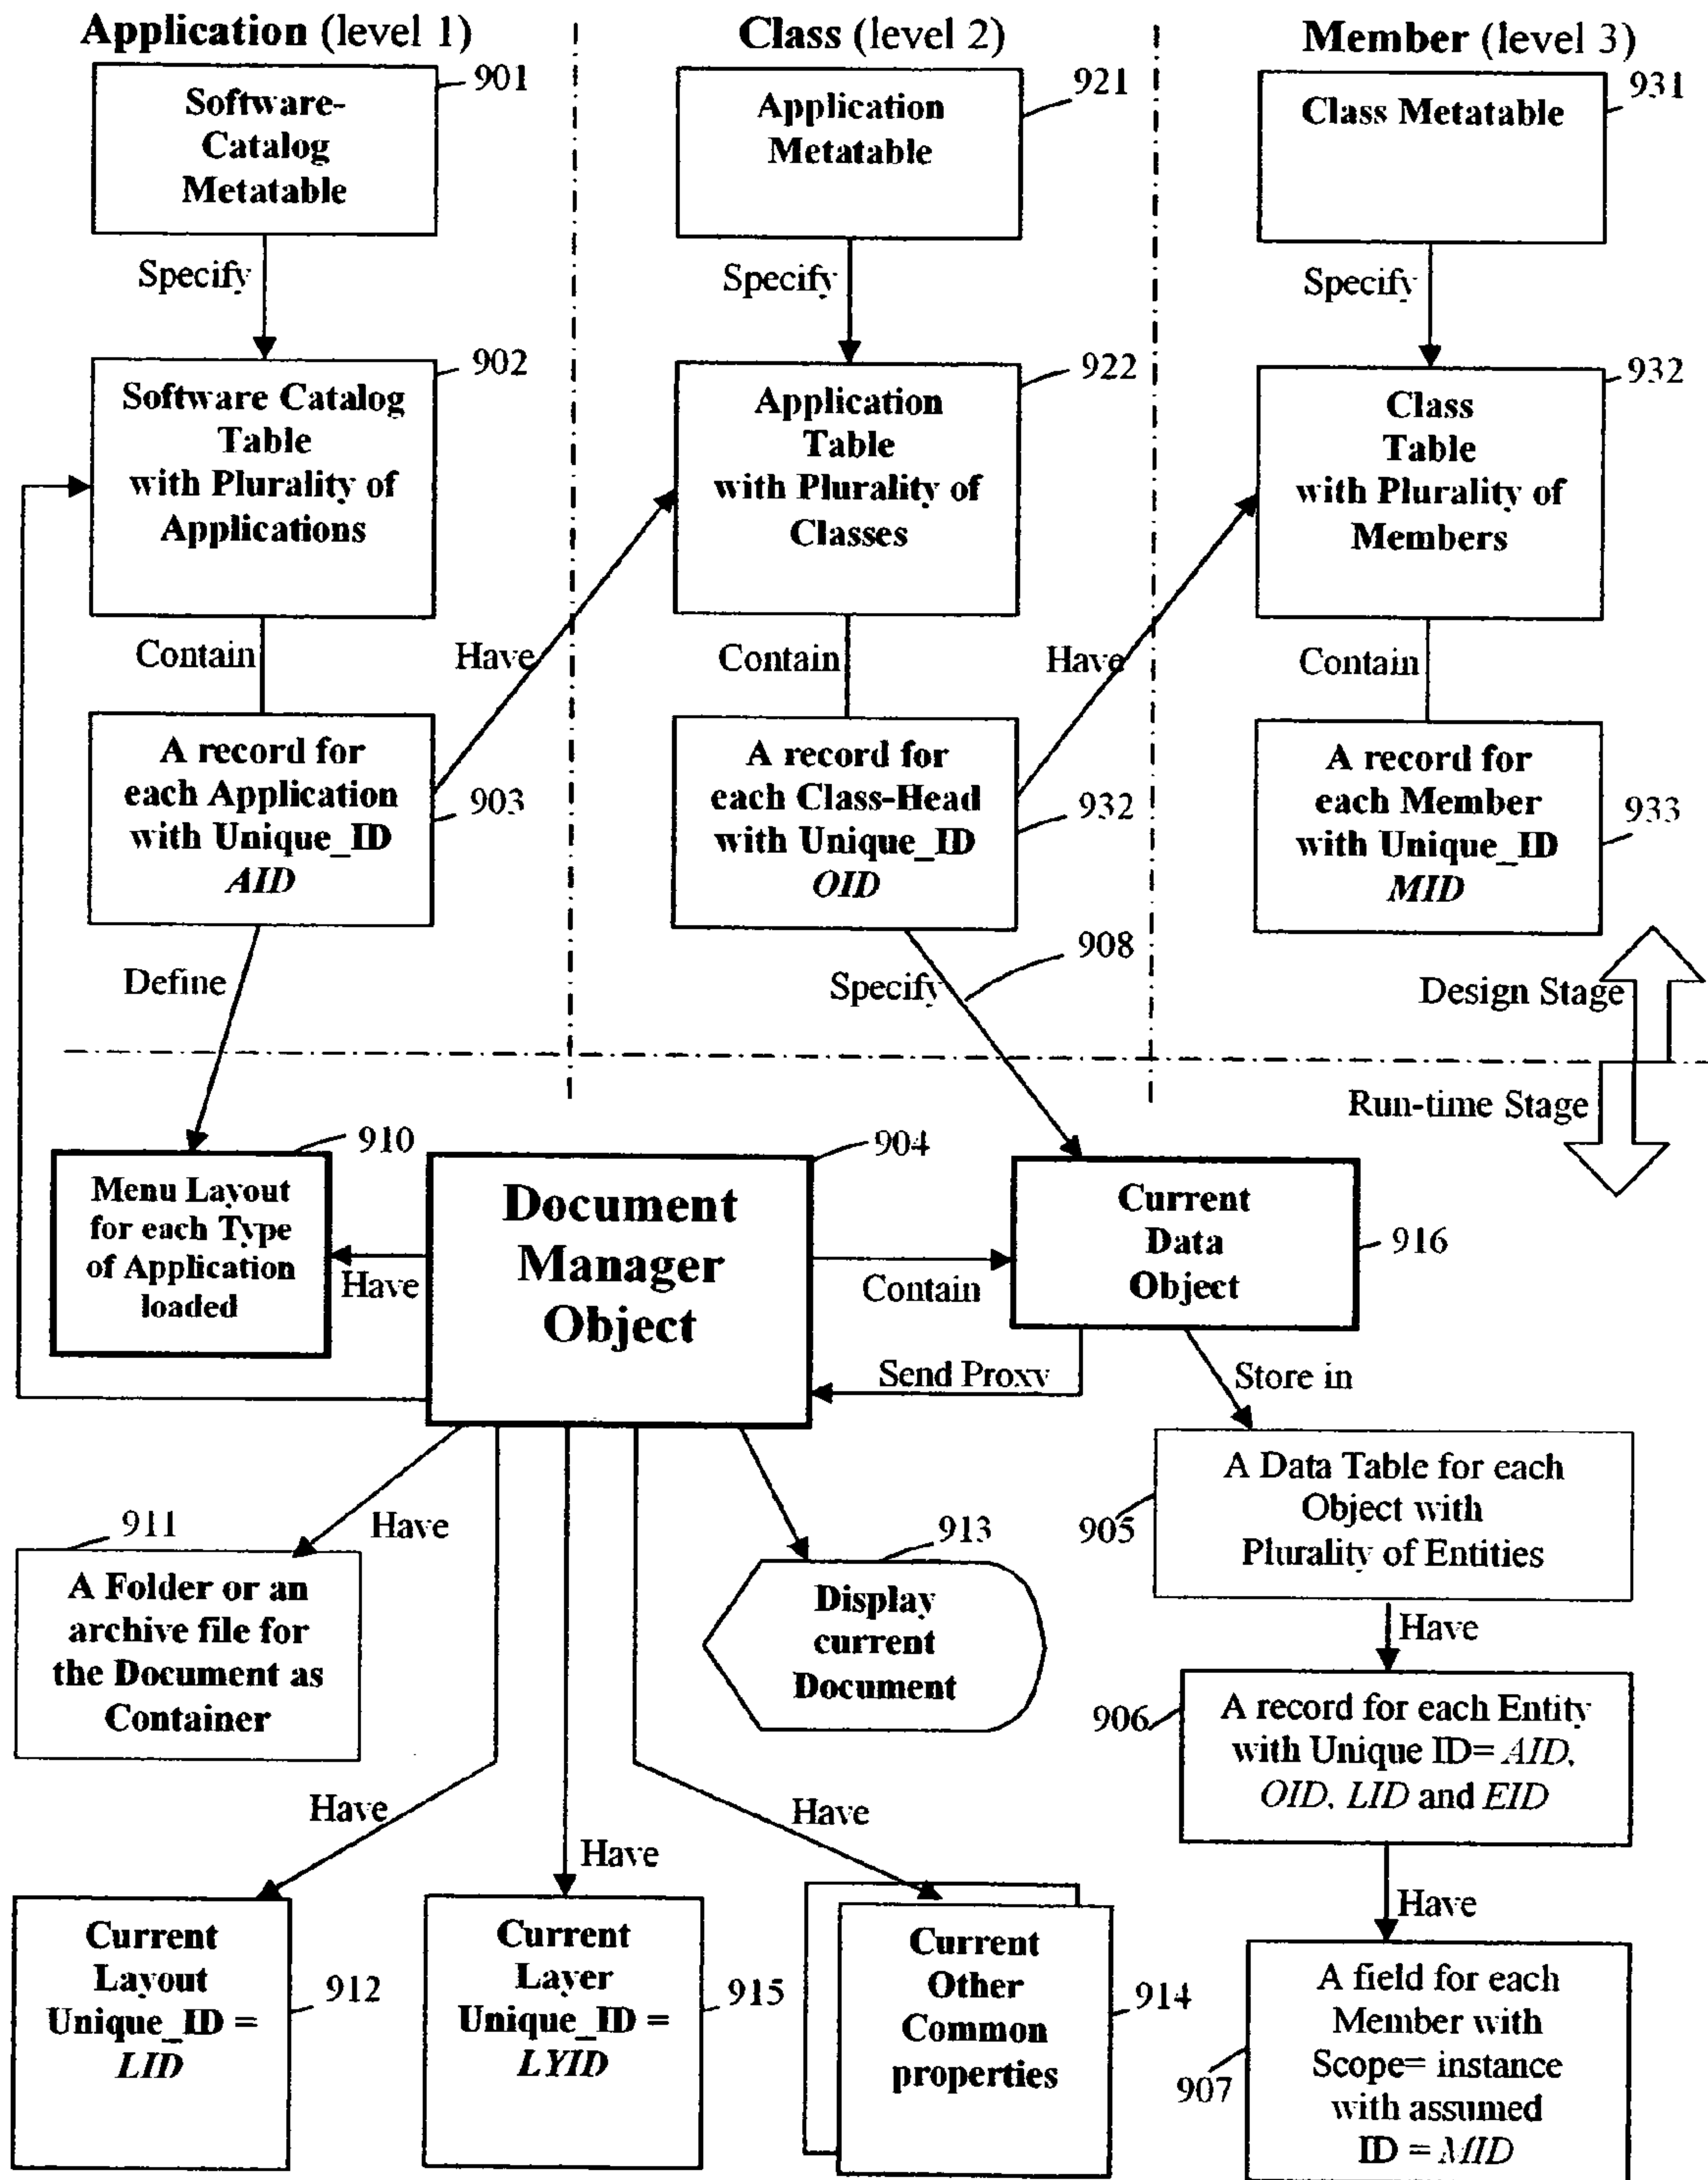 Application (level 1)
Class (level 2)
Member (level 3)
901
Software-
Catalog
Metatable
921
Application
Metatable
931
Class Metatable
Specify
Specify
Specify
902
Software Catalog
Table
with Plurality of
Applications
922
Application
Table
with Plurality of
Classes
932
Class
Table
with Plurality of
Members
Contain
Have
Contain
Have
Contain
A record for
each Application
with Unique_ID
AID
903
A record for
each Class-Head
with Unique_ID
OID
932
A record for
each Member
with Unique_ID
MID
933
Define
Specify
908
Design Stage
Run-time Stage
910
Menu Layout
for each Type
of Application
loaded
Have
904
Document
Manager
Object
Contain
Current
Data
Object
916
Send Proxy
Store in
911
Have
A Folder or an
archive file for
the Document as
Container
913
Display
current
Document
905
A Data Table for each
Object with
Plurality of Entities
Have
906
A record for each Entity
with Unique ID= AID,
OID, LID and EID
Have
Have
Have
Have
Current
Layout
Unique_ID =
LID
912
Current
Layer
Unique_ID =
LYID
915
Current
Other
Common
properties
914
907
A field for each
Member with
Scope= instance
with assumed
ID = MID